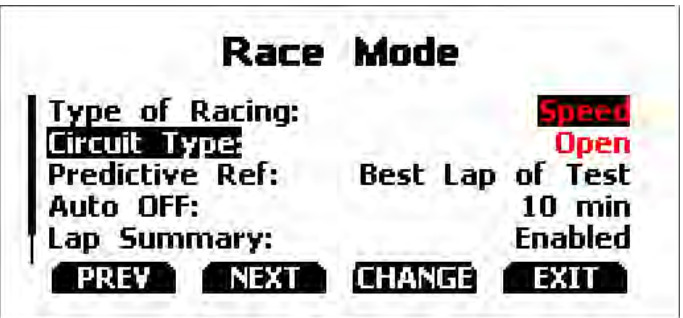 Race Mode
Type of Racing: Speed
Circuit Type: Open
Predictive Ref: Best Lap of Test
Auto OFF: 10 min
Lap Summary: Enabled
PREV NEXT CHANGE EXIT